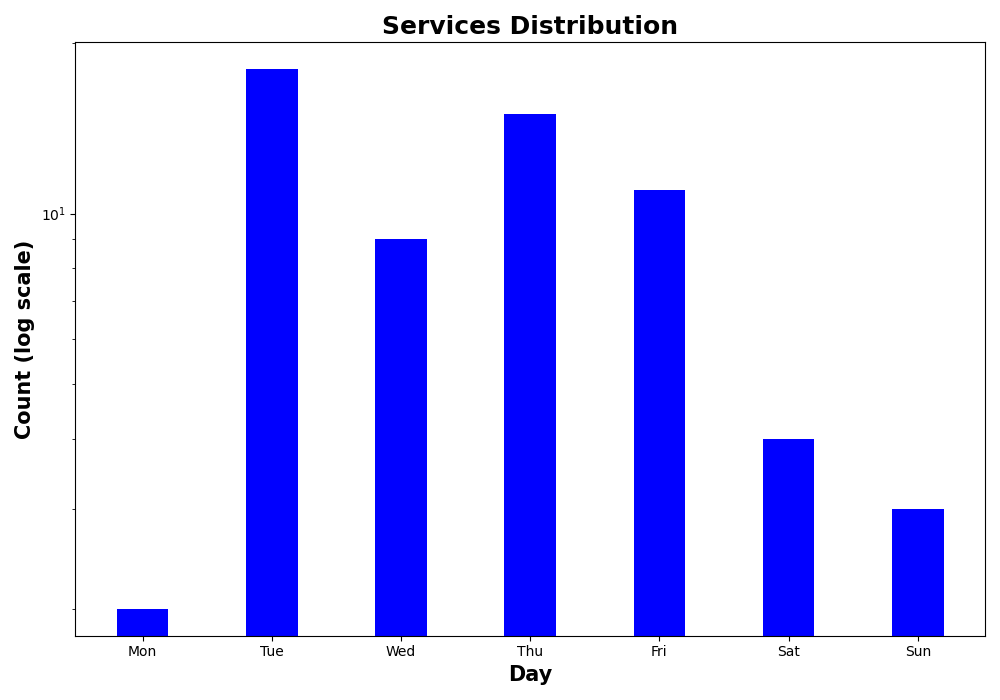 Services Distribution
Count (log scale)
10¹
Mon Tue Wed Thu Fri Sat Sun
Day